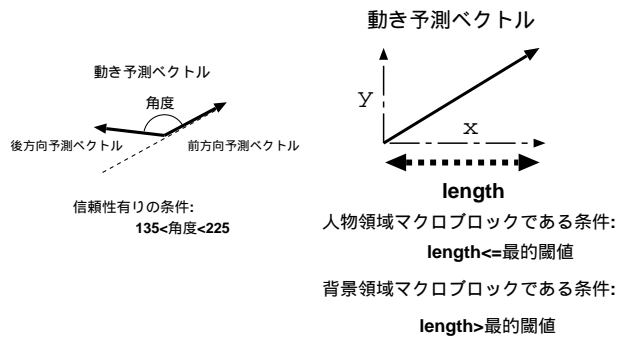 動き予測ベクトル
角度
後方向予測ベクトル
前方向予測ベクトル
信頼性有りの条件:
135<角度<225
動き予測ベクトル
y
x
length
人物領域マクロブロックである条件:
length<=最的閾値
背景領域マクロブロックである条件:
length>最的閾値